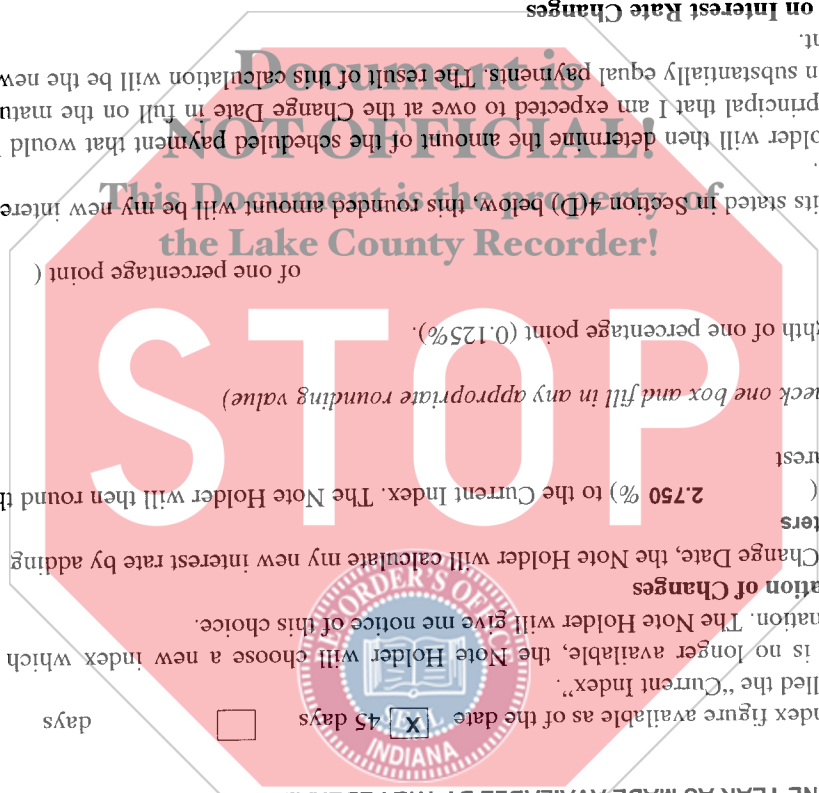 INDEX figure available as of the date X 45 days days
lled the "Current Index".
is no longer available, the Note Holder will choose a new index which
nation. The Note Holder will give me notice of this choice.
ation of Changes
Change Date, the Note Holder will calculate my new interest rate by adding
ters
( 2.750 %) to the Current Index. The Note Holder will then round th
arest
neck one box and fill in any appropriate rounding value)
ghth of one percentage point (0.125%).
of one percentage point (
its stated in Section 4(D) below, this rounded amount will be my new intere
older will then determine the amount of the scheduled payment that would
principal that I am expected to owe at the Change Date in full on the matu
n substantially equal payments. The result of this calculation will be the new
nt.
on Interest Rate Changes
Document is
NOT OFFICIAL!
This Document is the property of
the Lake County Recorder!
STOP
RECORDER'S OFFICE
SEAL
INDIANA